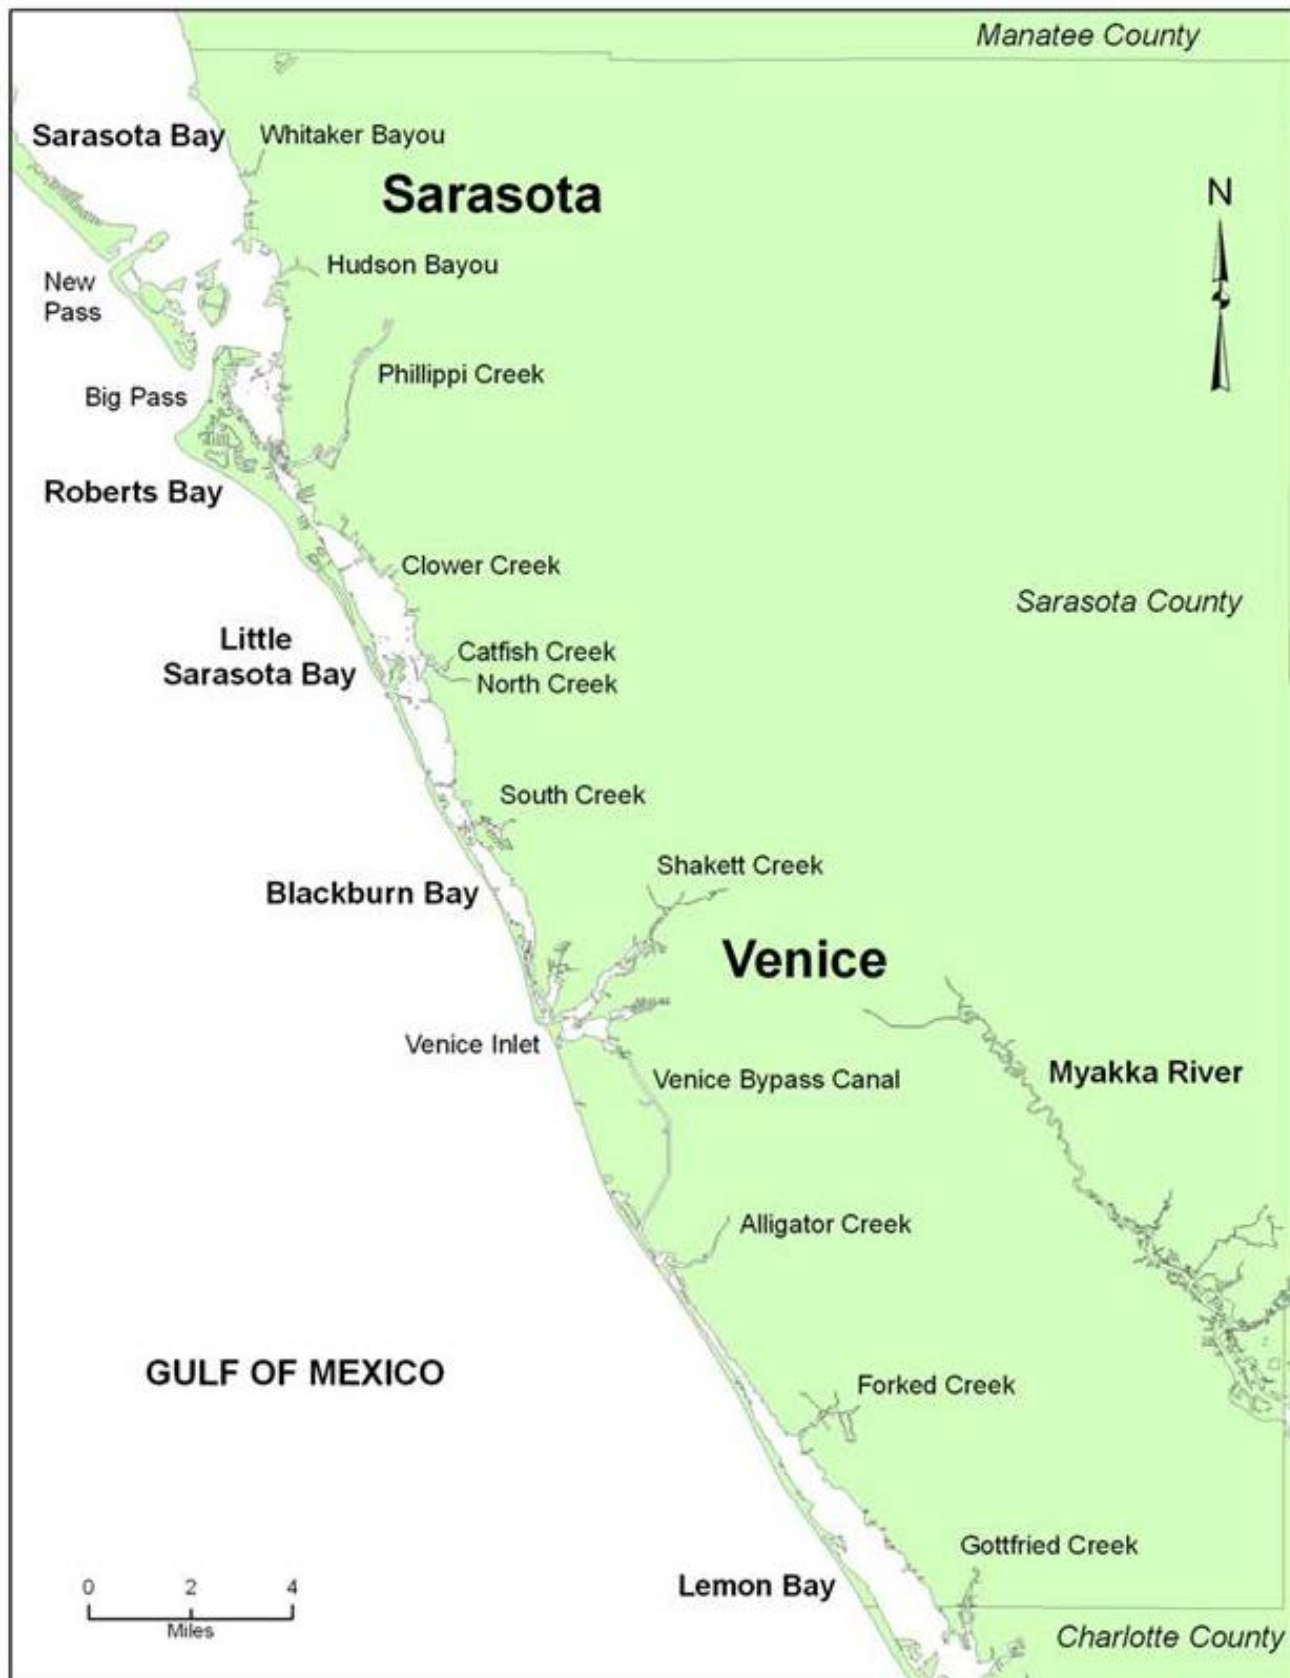 Manatee County
Sarasota Bay
Whitaker Bayou
Sarasota
N
Hudson Bayou
New
Pass
Phillippi Creek
Big Pass
Roberts Bay
Clower Creek
Sarasota County
Little
Sarasota Bay
Catfish Creek
North Creek
South Creek
Shakett Creek
Blackburn Bay
Venice
Venice Inlet
Myakka River
Venice Bypass Canal
Alligator Creek
GULF OF MEXICO
Forked Creek
Gottfried Creek
Lemon Bay
0 2 4
Miles
Charlotte County